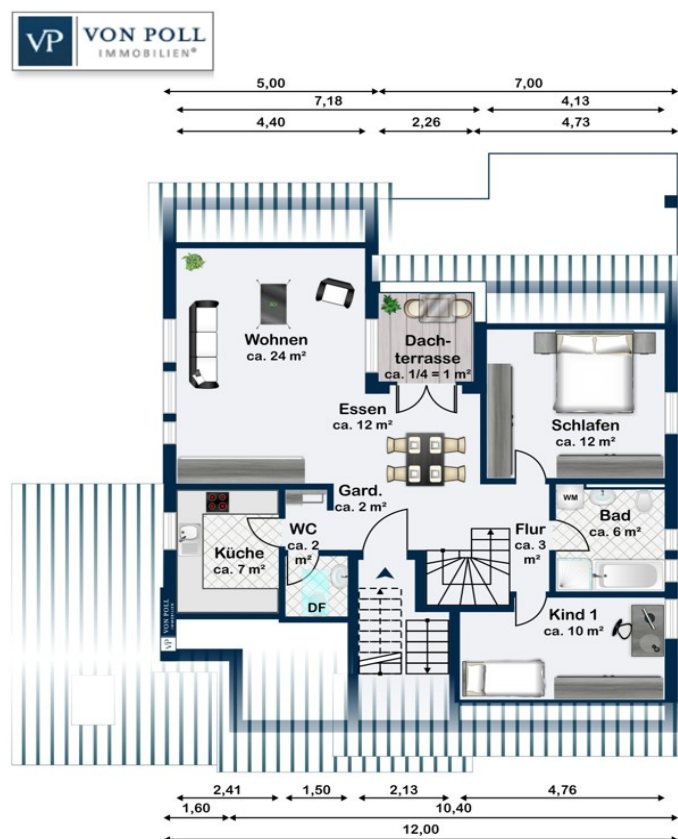 VP VON POLL
IMMOBILIEN®
5,00 7,00
7,18 4,13
4,40 2,26 4,73
Wohnen
ca. 24 m²
Dach-
terrasse
ca. 1/4 = 1 m²
Essen
ca. 12 m²
Schlafen
ca. 12 m²
Gard.
ca. 2 m²
WM
Bad
ca. 6 m²
WC
ca. 2
m²
Flur
ca. 3
m²
Küche
ca. 7 m²
DF
Kind 1
ca. 10 m²
VP VON POLL
IMMOBILIEN
2,41 1,50 2,13 4,76
1,60 10,40
12,00